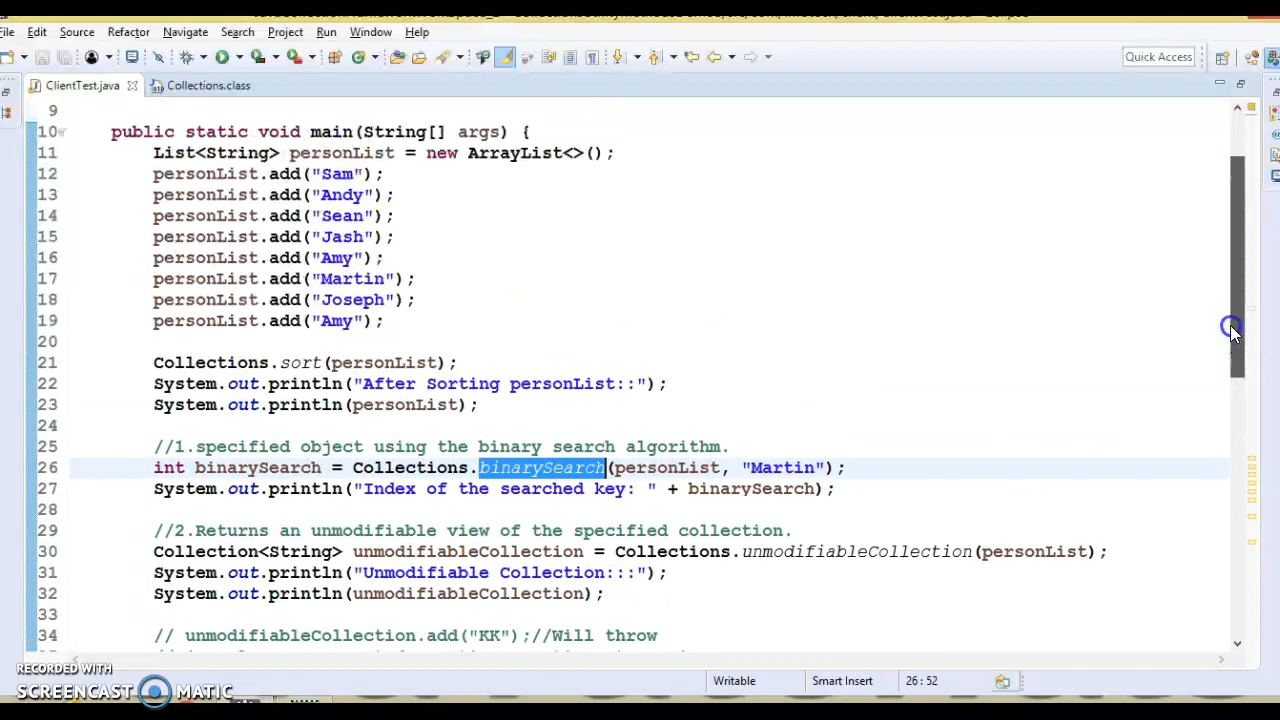 File Edit Source Refactor Navigate Search Project Run Window Help
Quick Access
ClientTest.java Collections.class
9
10 public static void main(String[] args) {
11 List<String> personList = new ArrayList<>();
12 personList.add("Sam");
13 personList.add("Andy");
14 personList.add("Sean");
15 personList.add("Jash");
16 personList.add("Amy");
17 personList.add("Martin");
18 personList.add("Joseph");
19 personList.add("Amy");
20
21 Collections.sort(personList);
22 System.out.println("After Sorting personList::");
23 System.out.println(personList);
24
25 //1.specified object using the binary search algorithm.
26 int binarySearch = Collections.binarySearch(personList, "Martin");
27 System.out.println("Index of the searched key: " + binarySearch);
28
29 //2.Returns an unmodifiable view of the specified collection.
30 Collection<String> unmodifiableCollection = Collections.unmodifiableCollection(personList);
31 System.out.println("Unmodifiable Collection:::");
32 System.out.println(unmodifiableCollection);
33
34 // unmodifiableCollection.add("KK");//Will throw
RECORDED WITH
SCREENCAST MATIC
Writable Smart Insert 26 : 52